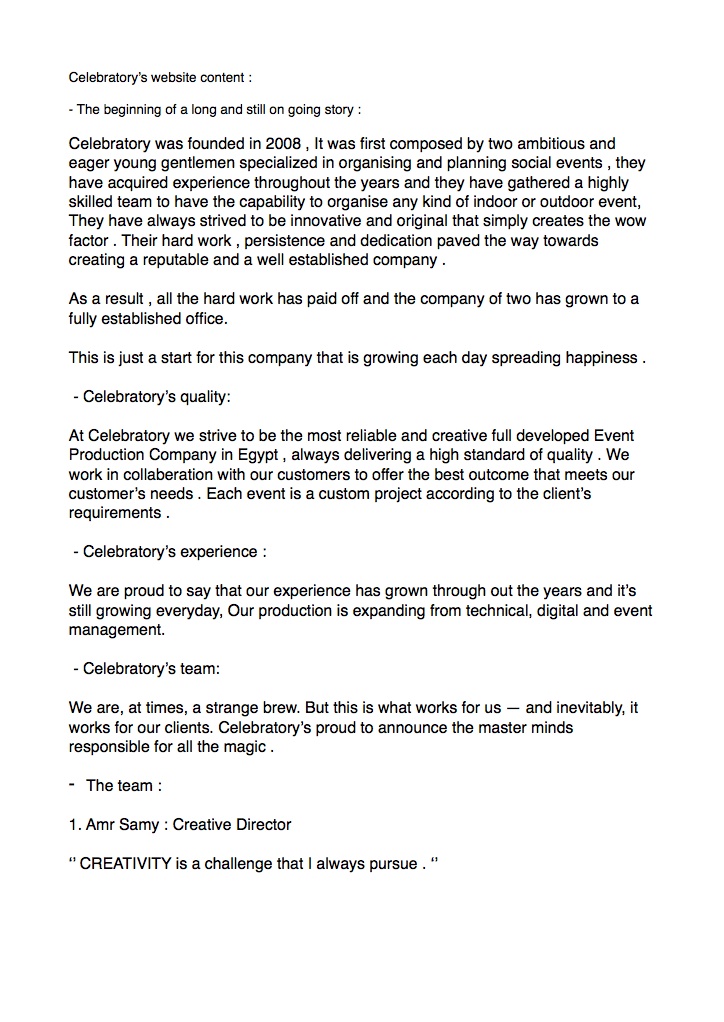 Celebratory's website content :
- The beginning of a long and still on going story :
Celebratory was founded in 2008 , It was first composed by two ambitious and
eager young gentlemen specialized in organising and planning social events , they
have acquired experience throughout the years and they have gathered a highly
skilled team to have the capability to organise any kind of indoor or outdoor event,
They have always strived to be innovative and original that simply creates the wow
factor . Their hard work , persistence and dedication paved the way towards
creating a reputable and a well established company .
As a result , all the hard work has paid off and the company of two has grown to a
fully established office.
This is just a start for this company that is growing each day spreading happiness .
- Celebratory's quality:
At Celebratory we strive to be the most reliable and creative full developed Event
Production Company in Egypt , always delivering a high standard of quality . We
work in collaberation with our customers to offer the best outcome that meets our
customer's needs . Each event is a custom project according to the client's
requirements .
- Celebratory's experience :
We are proud to say that our experience has grown through out the years and it's
still growing everyday, Our production is expanding from technical, digital and event
management.
- Celebratory's team:
We are, at times, a strange brew. But this is what works for us — and inevitably, it
works for our clients. Celebratory's proud to announce the master minds
responsible for all the magic .
- The team :
1. Amr Samy : Creative Director
‘’ CREATIVITY is a challenge that I always pursue . ‘’